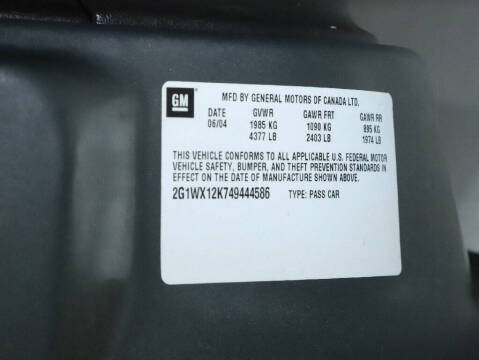 GM
MFD BY GENERAL MOTORS OF CANADA LTD.
DATE GVWR GAWR FRT GAWR RR
06/04 1985 KG 1090 KG 895 KG
4377 LB 2403 LB 1974 LB
THIS VEHICLE CONFORMS TO ALL APPLICABLE U.S. FEDERAL MOTOR
VEHICLE SAFETY, BUMPER, AND THEFT PREVENTION STANDARDS IN
EFFECT ON THE DATE OF MANUFACTURE SHOWN ABOVE.
2G1WX12K749444586 TYPE: PASS CAR